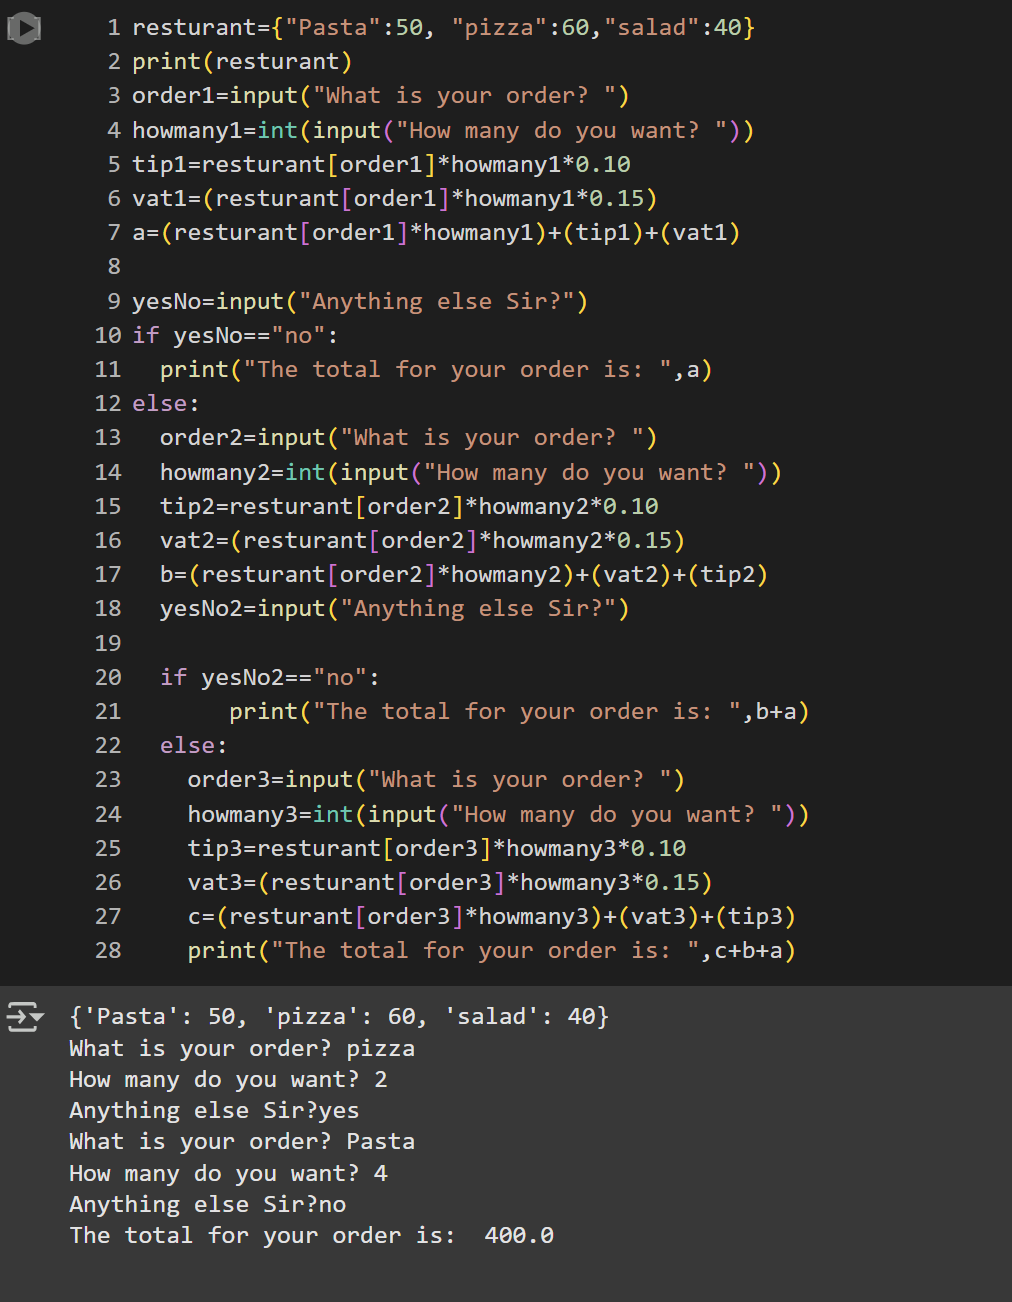 1 resturant={"Pasta":50, "pizza":60,"salad":40}
2 print(resturant)
3 order1=input("What is your order? ")
4 howmany1=int(input("How many do you want? "))
5 tip1=resturant[order1]*howmany1*0.10
6 vat1=(resturant[order1]*howmany1*0.15)
7 a=(resturant[order1]*howmany1)+(tip1)+(vat1)
8
9 yesNo=input("Anything else Sir?")
10 if yesNo=="no":
11   print("The total for your order is: ",a)
12 else:
13   order2=input("What is your order? ")
14   howmany2=int(input("How many do you want? "))
15   tip2=resturant[order2]*howmany2*0.10
16   vat2=(resturant[order2]*howmany2*0.15)
17   b=(resturant[order2]*howmany2)+(vat2)+(tip2)
18   yesNo2=input("Anything else Sir?")
19
20   if yesNo2=="no":
21        print("The total for your order is: ",b+a)
22   else:
23     order3=input("What is your order? ")
24     howmany3=int(input("How many do you want? "))
25     tip3=resturant[order3]*howmany3*0.10
26     vat3=(resturant[order3]*howmany3*0.15)
27     c=(resturant[order3]*howmany3)+(vat3)+(tip3)
28     print("The total for your order is: ",c+b+a)
{'Pasta': 50, 'pizza': 60, 'salad': 40}
What is your order? pizza
How many do you want? 2
Anything else Sir?yes
What is your order? Pasta
How many do you want? 4
Anything else Sir?no
The total for your order is:  400.0